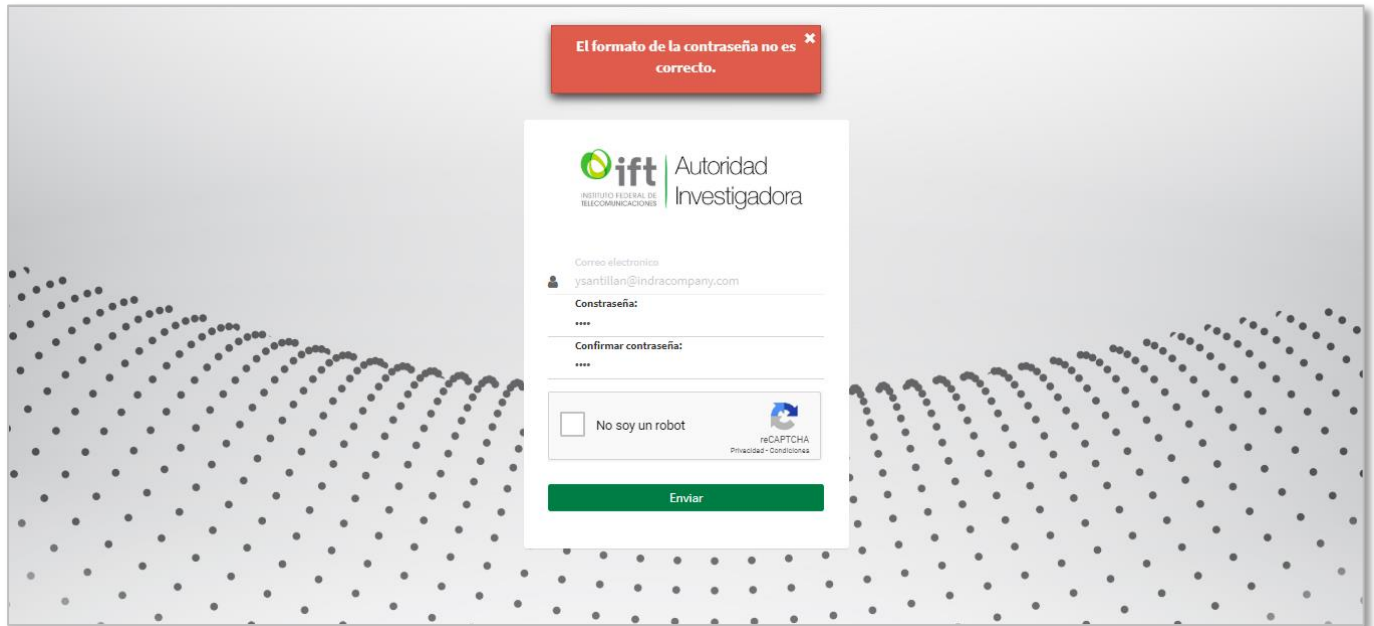 El formato de la contraseña no es
correcto.
ift
INSTITUTO FEDERAL DE
TELECOMUNICACIONES
Autoridad
Investigadora
Correo electronico
ysantillan@indracompany.com
Constraseña:
••••
Confirmar contraseña:
••••
No soy un robot
reCAPTCHA
Privacidad - Condiciones
Enviar